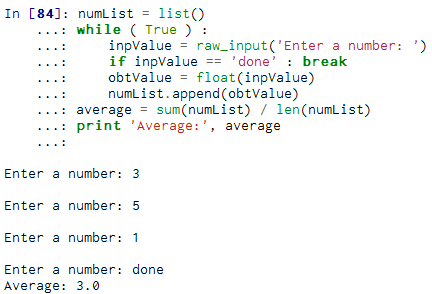 In [84]: numList = list()
    ...: while ( True ) :
    ...:     inpValue = raw_input('Enter a number: ')
    ...:     if inpValue == 'done' : break
    ...:     obtValue = float(inpValue)
    ...:     numList.append(obtValue)
    ...: average = sum(numList) / len(numList)
    ...: print 'Average:', average
    ...:
Enter a number: 3
Enter a number: 5
Enter a number: 1
Enter a number: done
Average: 3.0